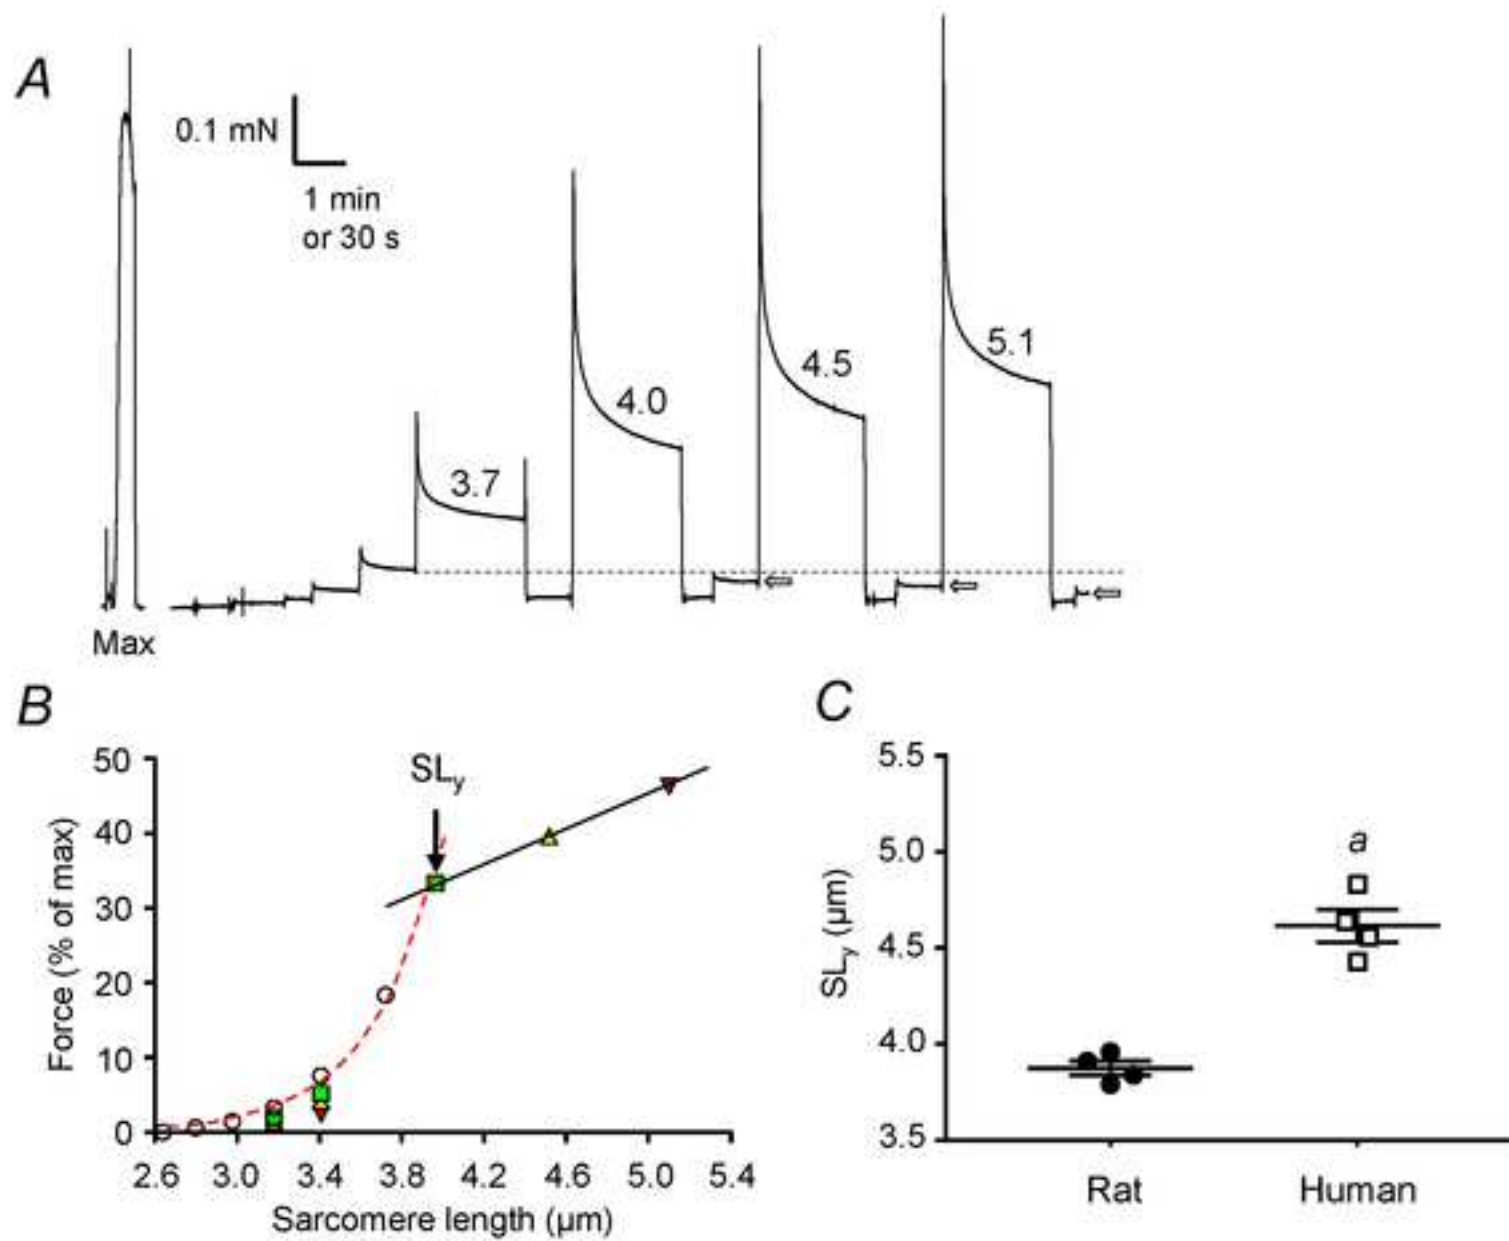 A
0.1 mN
1 min
or 30 s
3.7
4.0
4.5
5.1
Max
B
SLy
50
40
30
20
10
0
Force (% of max)
2.6 3.0 3.4 3.8 4.2 4.6 5.0 5.4
Sarcomere length (µm)
C
a
5.5
5.0
4.5
4.0
3.5
SLy (µm)
Rat Human